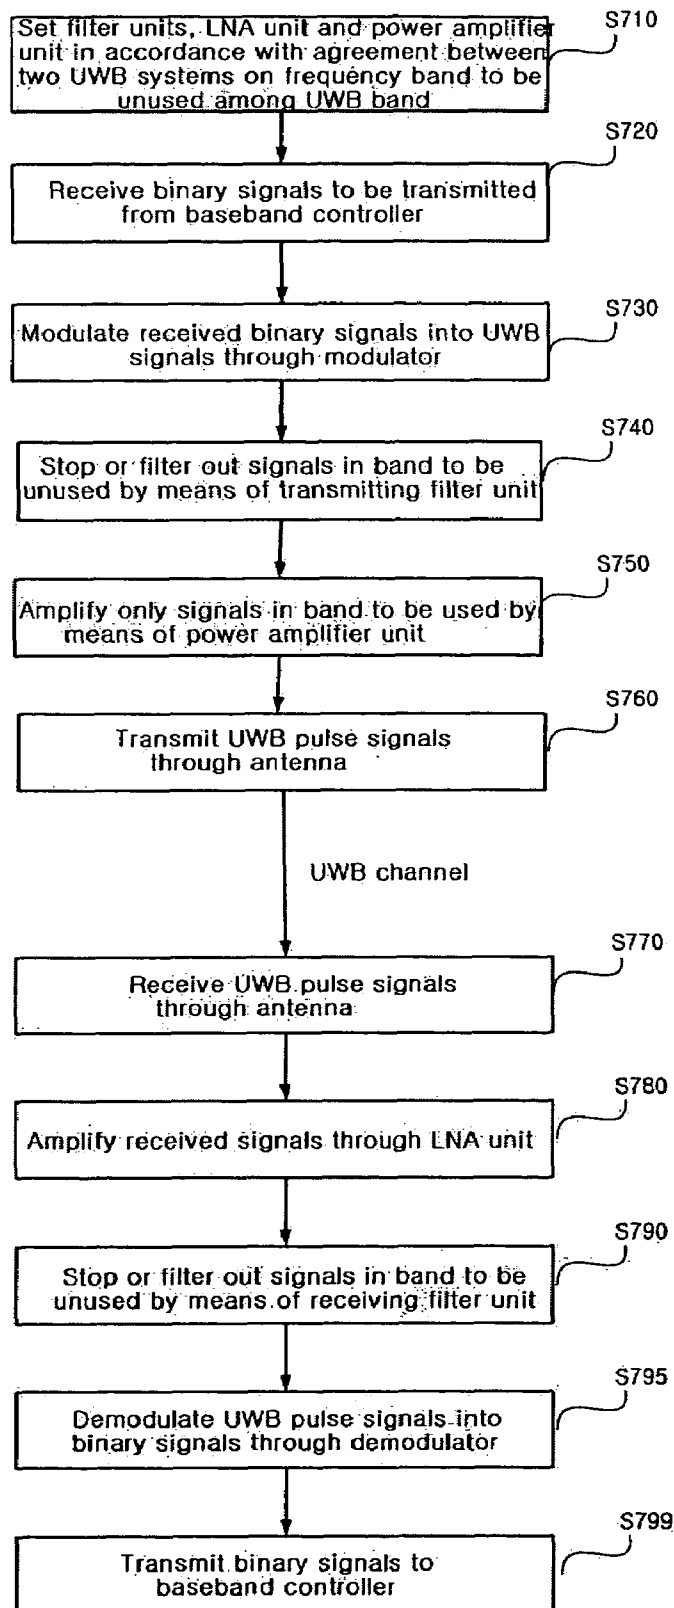 S710
Set filter units, LNA unit and power amplifier
unit in accordance with agreement between
two UWB systems on frequency band to be
unused among UWB band
S720
Receive binary signals to be transmitted
from baseband controller
S730
Modulate received binary signals into UWB
signals through modulator
S740
Stop or filter out signals in band to be
unused by means of transmitting filter unit
S750
Amplify only signals in band to be used by
means of power amplifier unit
S760
Transmit UWB pulse signals
through antenna
UWB channel
S770
Receive UWB pulse signals
through antenna
S780
Amplify received signals through LNA unit
S790
Stop or filter out signals in band to be
unused by means of receiving filter unit
S795
Demodulate UWB pulse signals into
binary signals through demodulator
S799
Transmit binary signals to
baseband controller